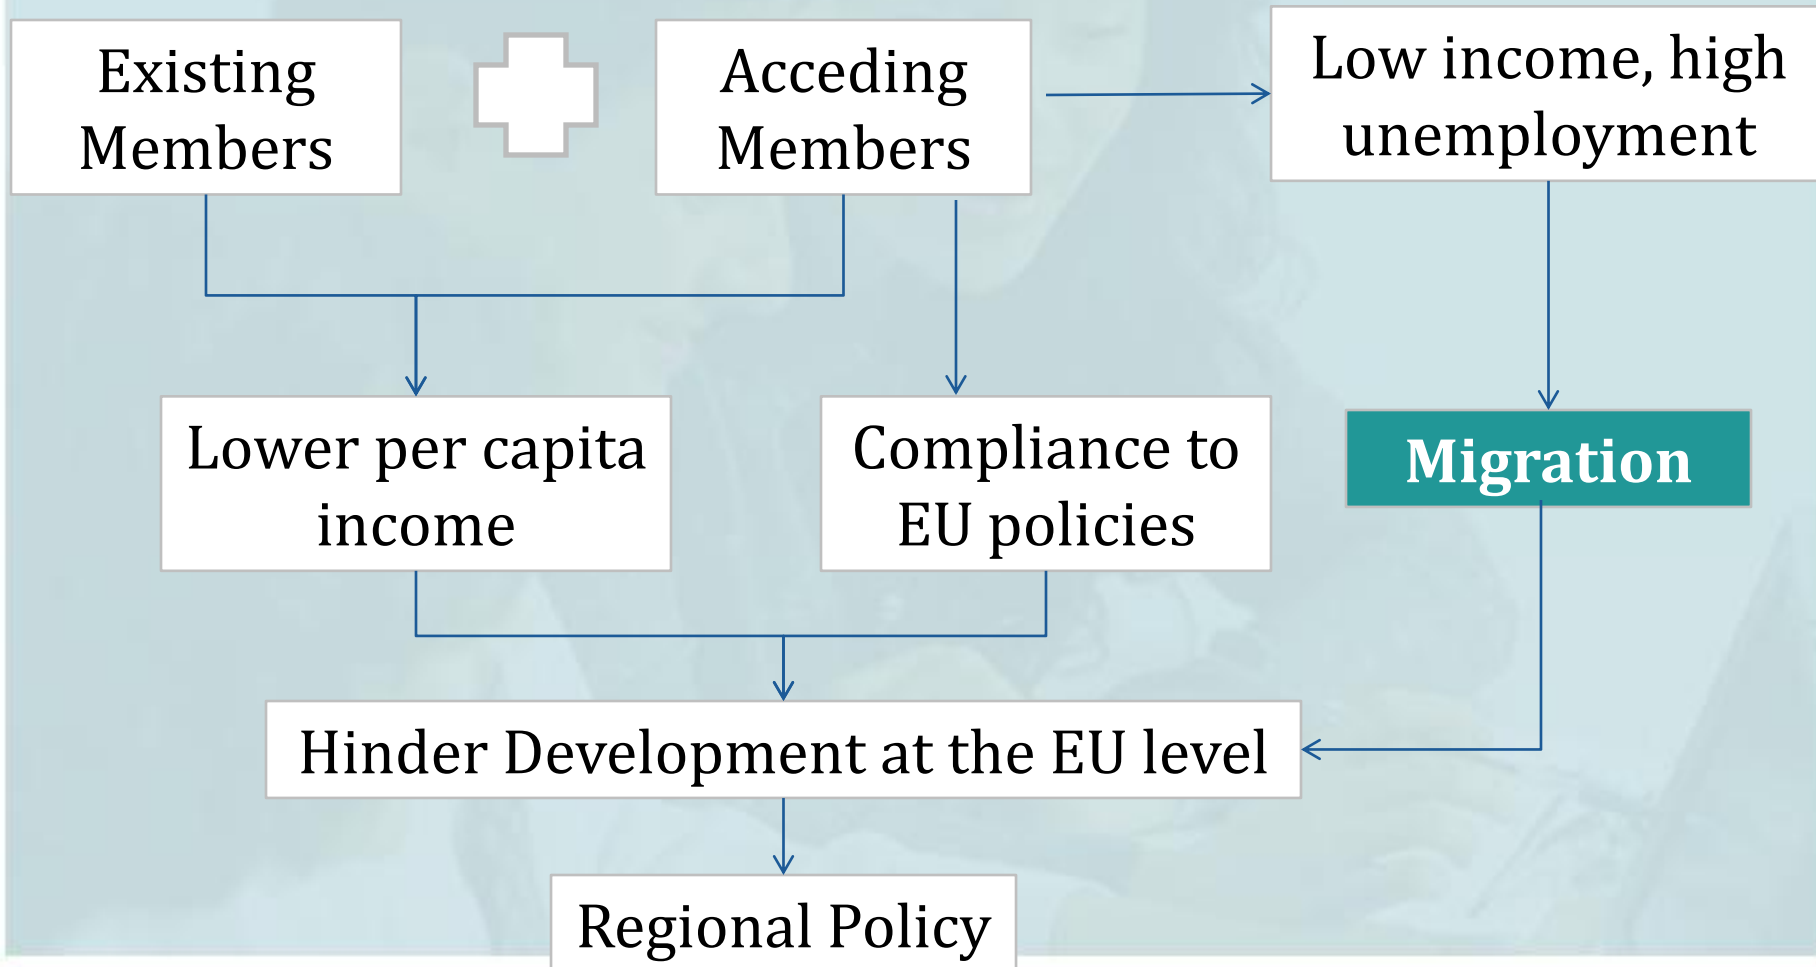 Existing
Members
Acceding
Members
Low income, high
unemployment
Lower per capita
income
Compliance to
EU policies
Migration
Hinder Development at the EU level
Regional Policy